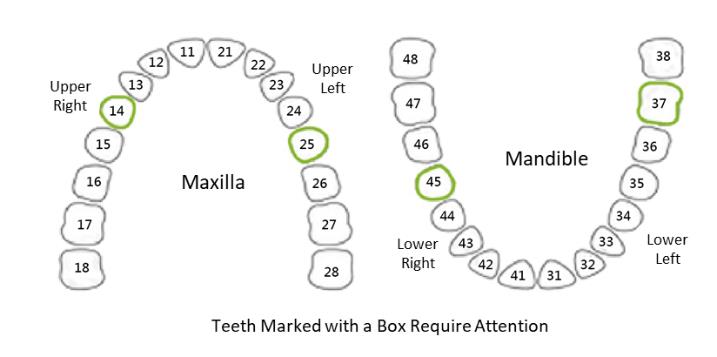 11 21
12 22
13 23
14 24
15 25
16 26
17 27
18 28
Upper
Right
Upper
Left
Maxilla
48 38
47 37
46 36
45 35
44 34
43 33
42 32
41 31
Mandible
Lower
Right
Lower
Left
Teeth Marked with a Box Require Attention